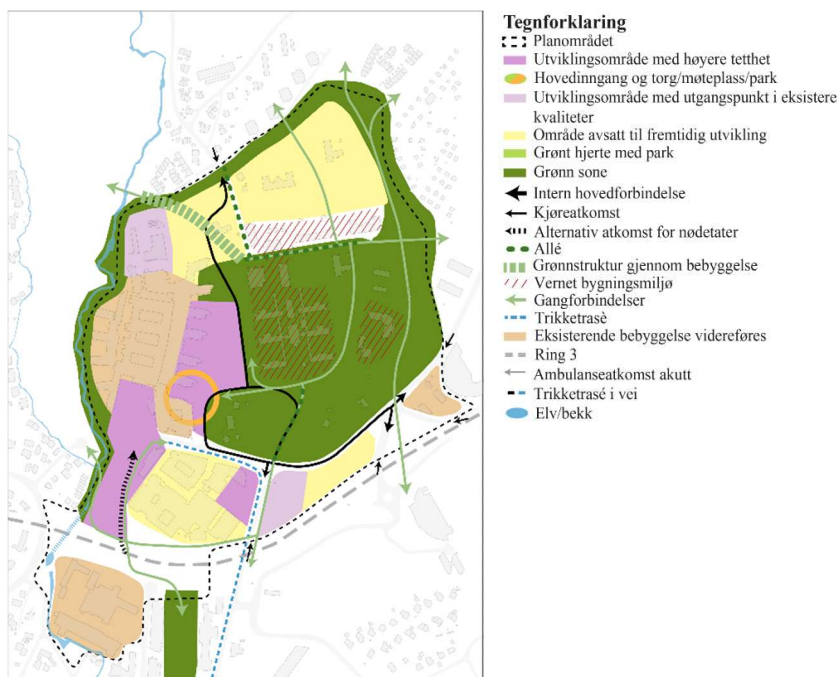 Tegnforklaring
Planområdet
Utviklingsområde med høyere tetthet
Hovedinngang og torg/møteplass/park
Utviklingsområde med utgangspunkt i eksistere
kvaliteter
Område avsatt til fremtidig utvikling
Grønt hjerte med park
Grønn sone
Intern hovedforbindelse
Kjøreatkomst
Alternativ atkomst for nødetater
Allé
Grønnstruktur gjennom bebyggelse
Vernet bygningsmiljø
Gangforbindelser
Trikketrasè
Eksisterende bebyggelse videreføres
Ring 3
Ambulanseatkomst akutt
Trikketrasé i vei
Elv/bekk